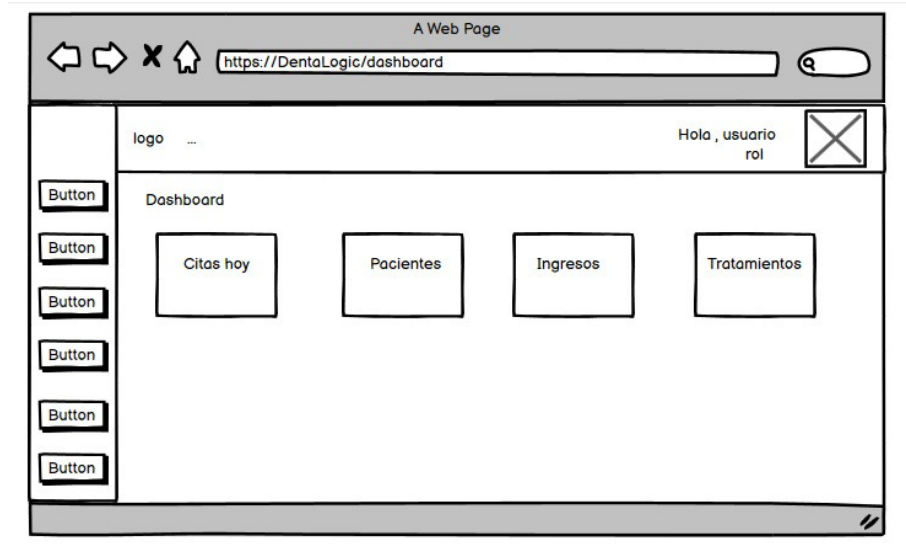 A Web Page
https://DentaLogic/dashboard
logo ...
Hola , usuario
rol
Button
Button
Button
Button
Button
Button
Dashboard
Citas hoy
Pacientes
Ingresos
Tratamientos